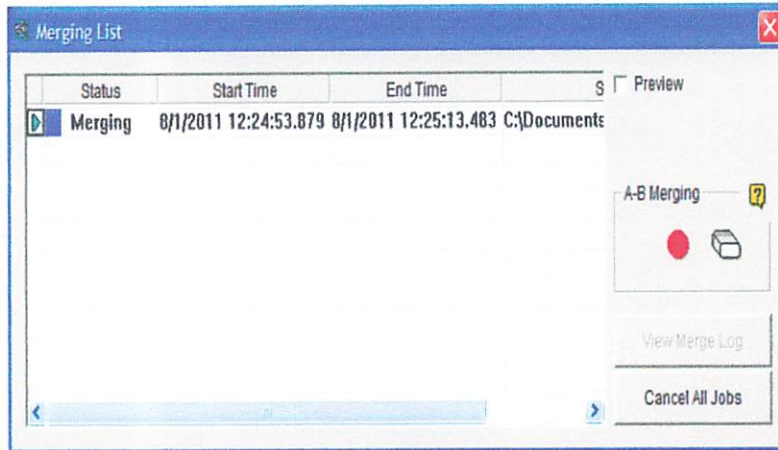 Merging List
Status Start Time End Time S
Merging 8/1/2011 12:24:53.879 8/1/2011 12:25:13.483 C:\Documents
Preview
A-B Merging ?
View Merge Log
Cancel All Jobs